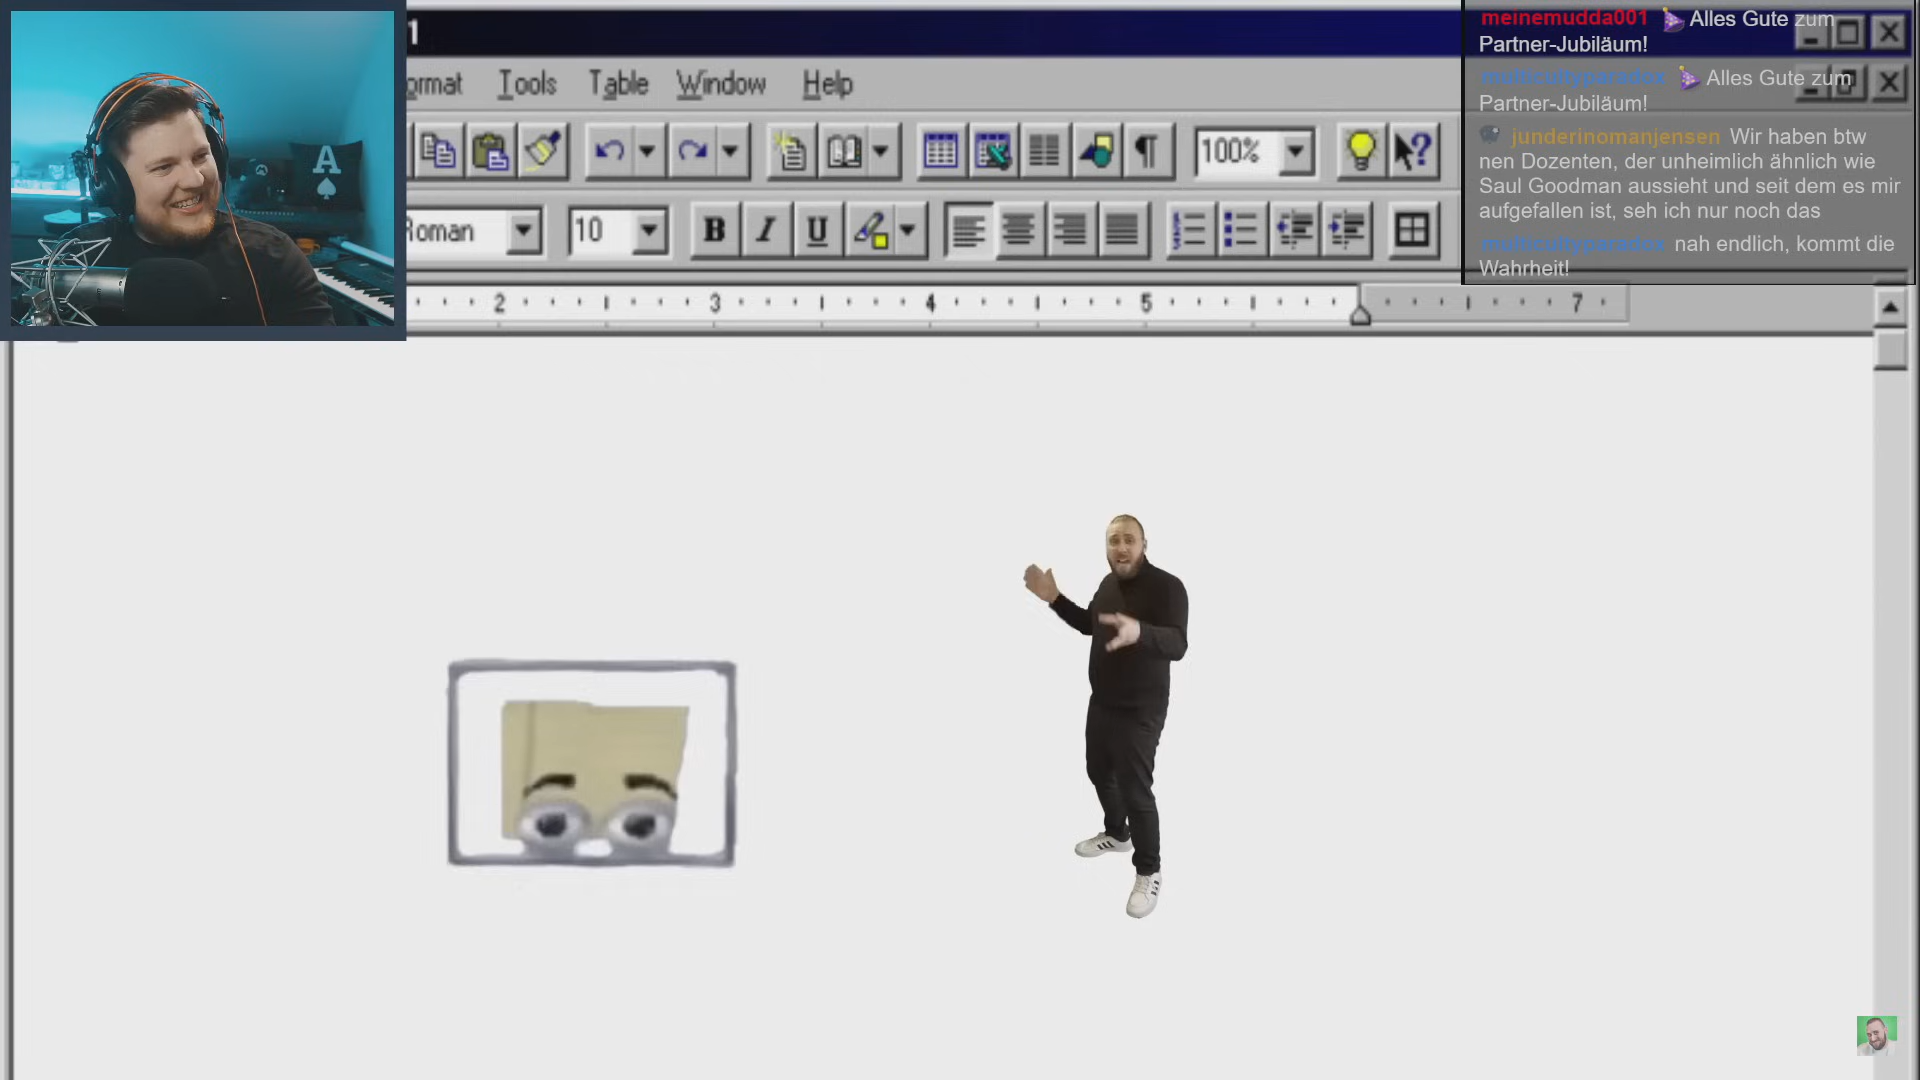 1
ormat Tools Table Window Help
100%
Roman 10 B I U
2 3 4 5 7
A
meinemudda001 Alles Gute zum
Partner-Jubiläum!
multicultyparadox Alles Gute zum
Partner-Jubiläum!
junderinomanjensen Wir haben btw
nen Dozenten, der unheimlich ähnlich wie
Saul Goodman aussieht und seit dem es mir
aufgefallen ist, seh ich nur noch das
multicultyparadox nah endlich, kommt die
Wahrheit!